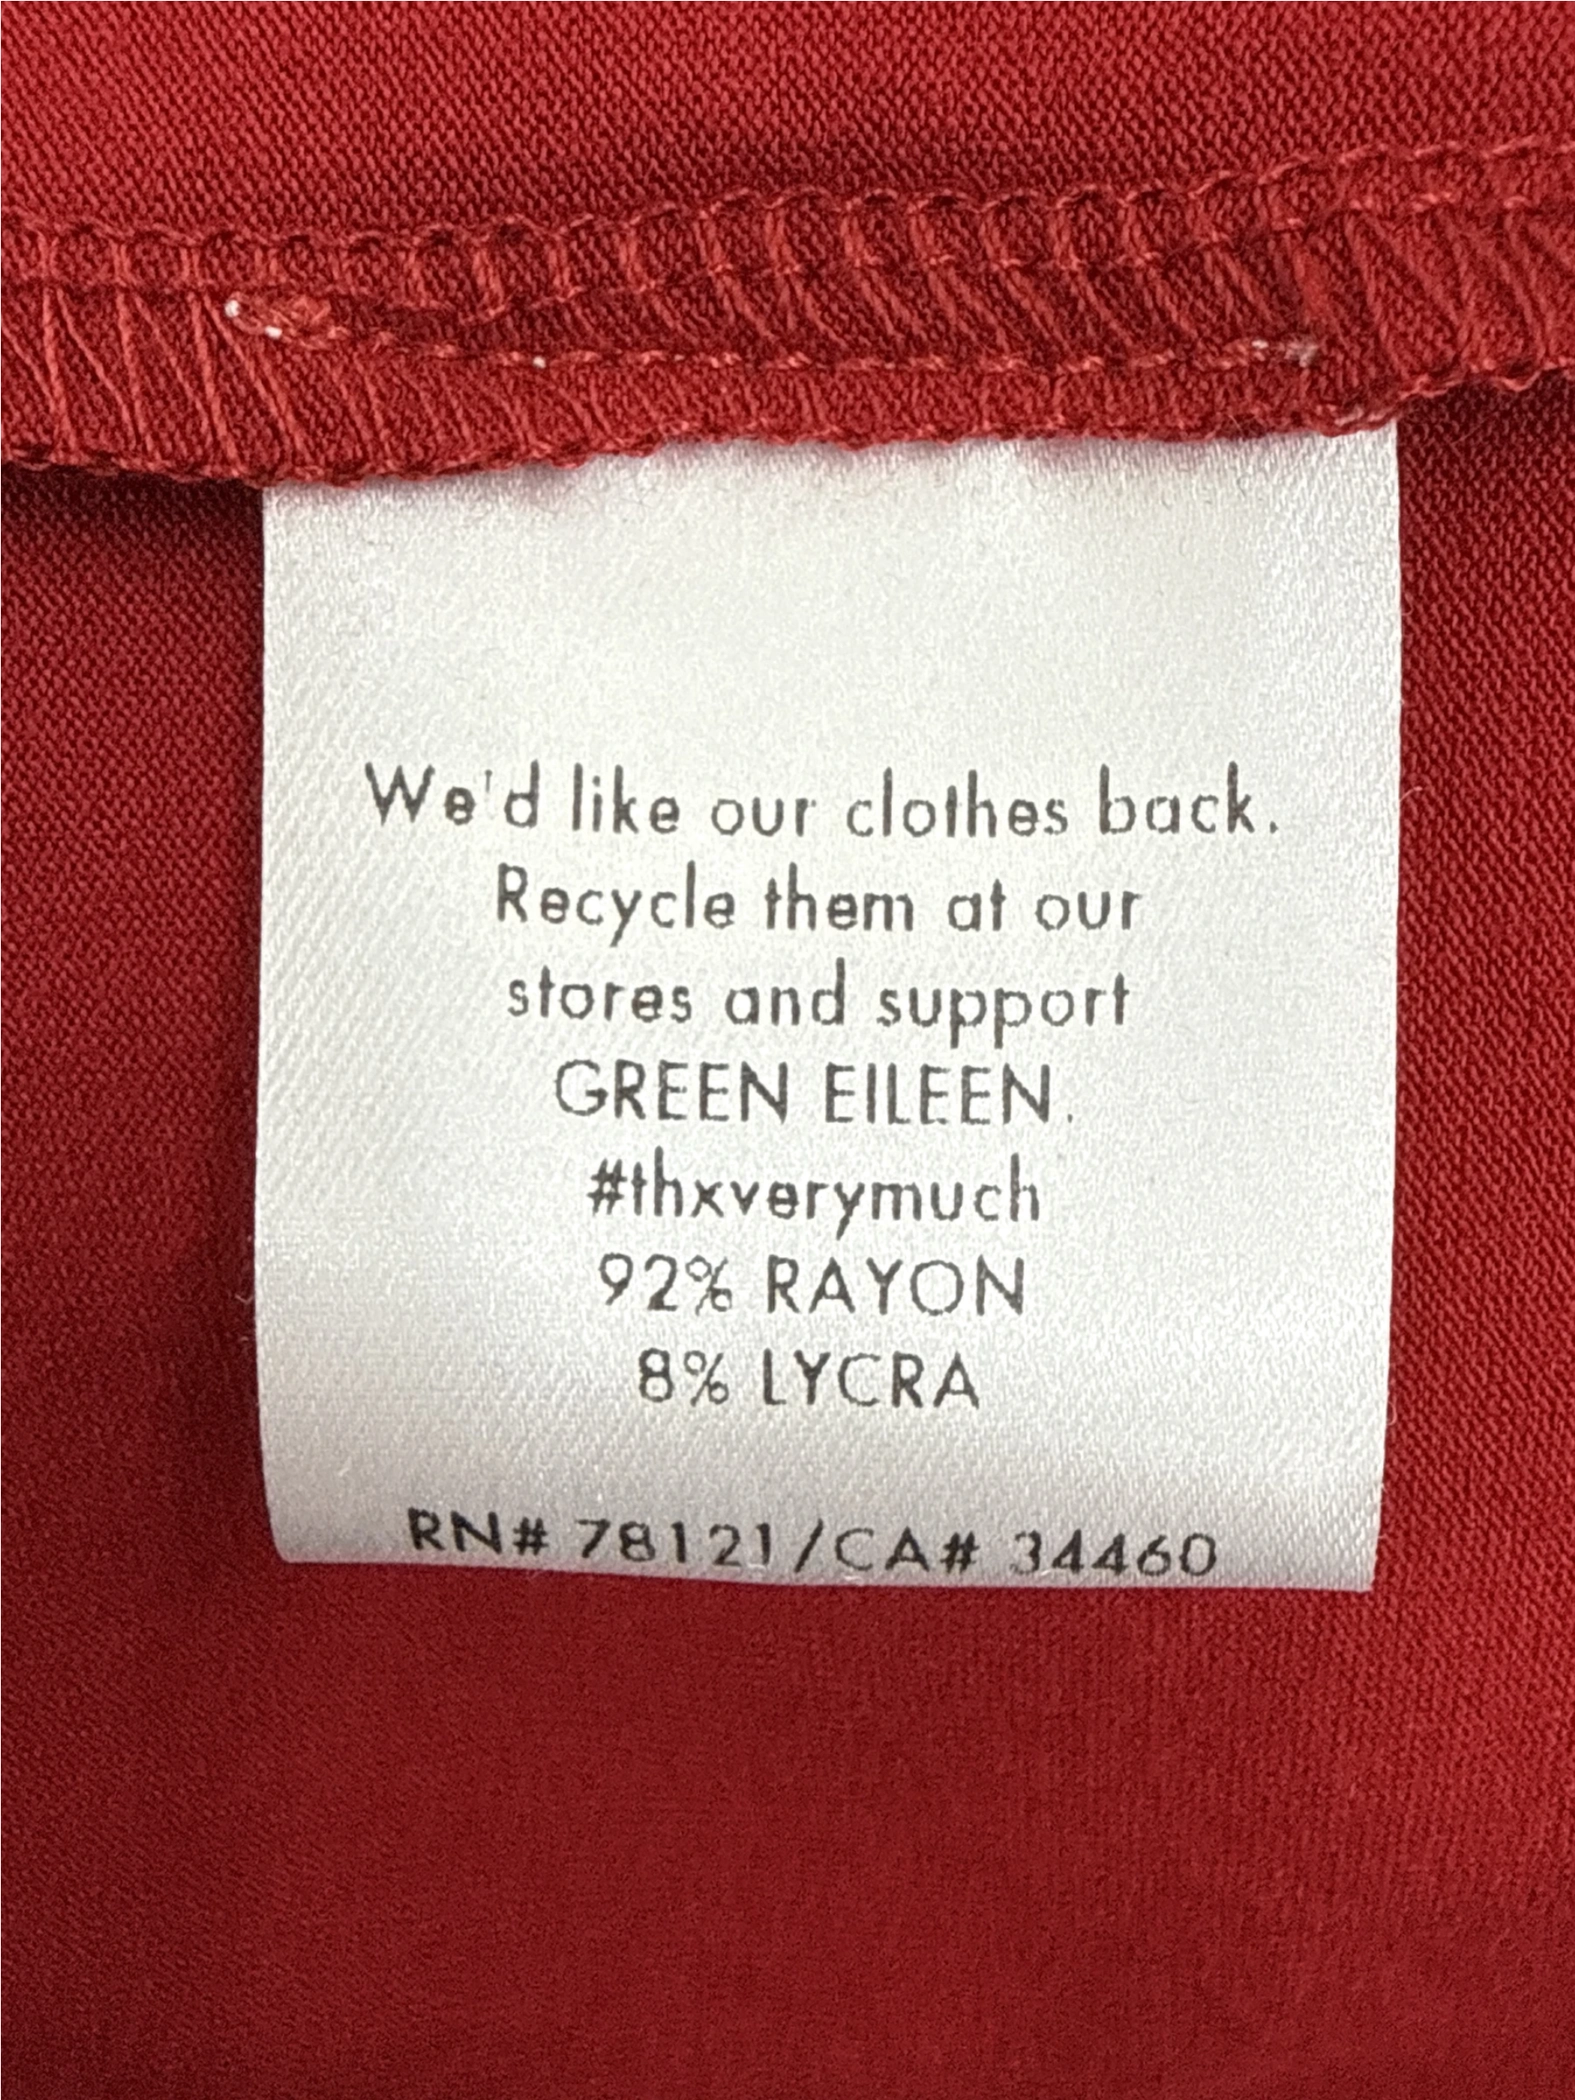 We'd like our clothes back.
Recycle them at our
stores and support
GREEN EILEEN.
#thxverymuch
92% RAYON
8% LYCRA
RN# 78121/CA# 34460